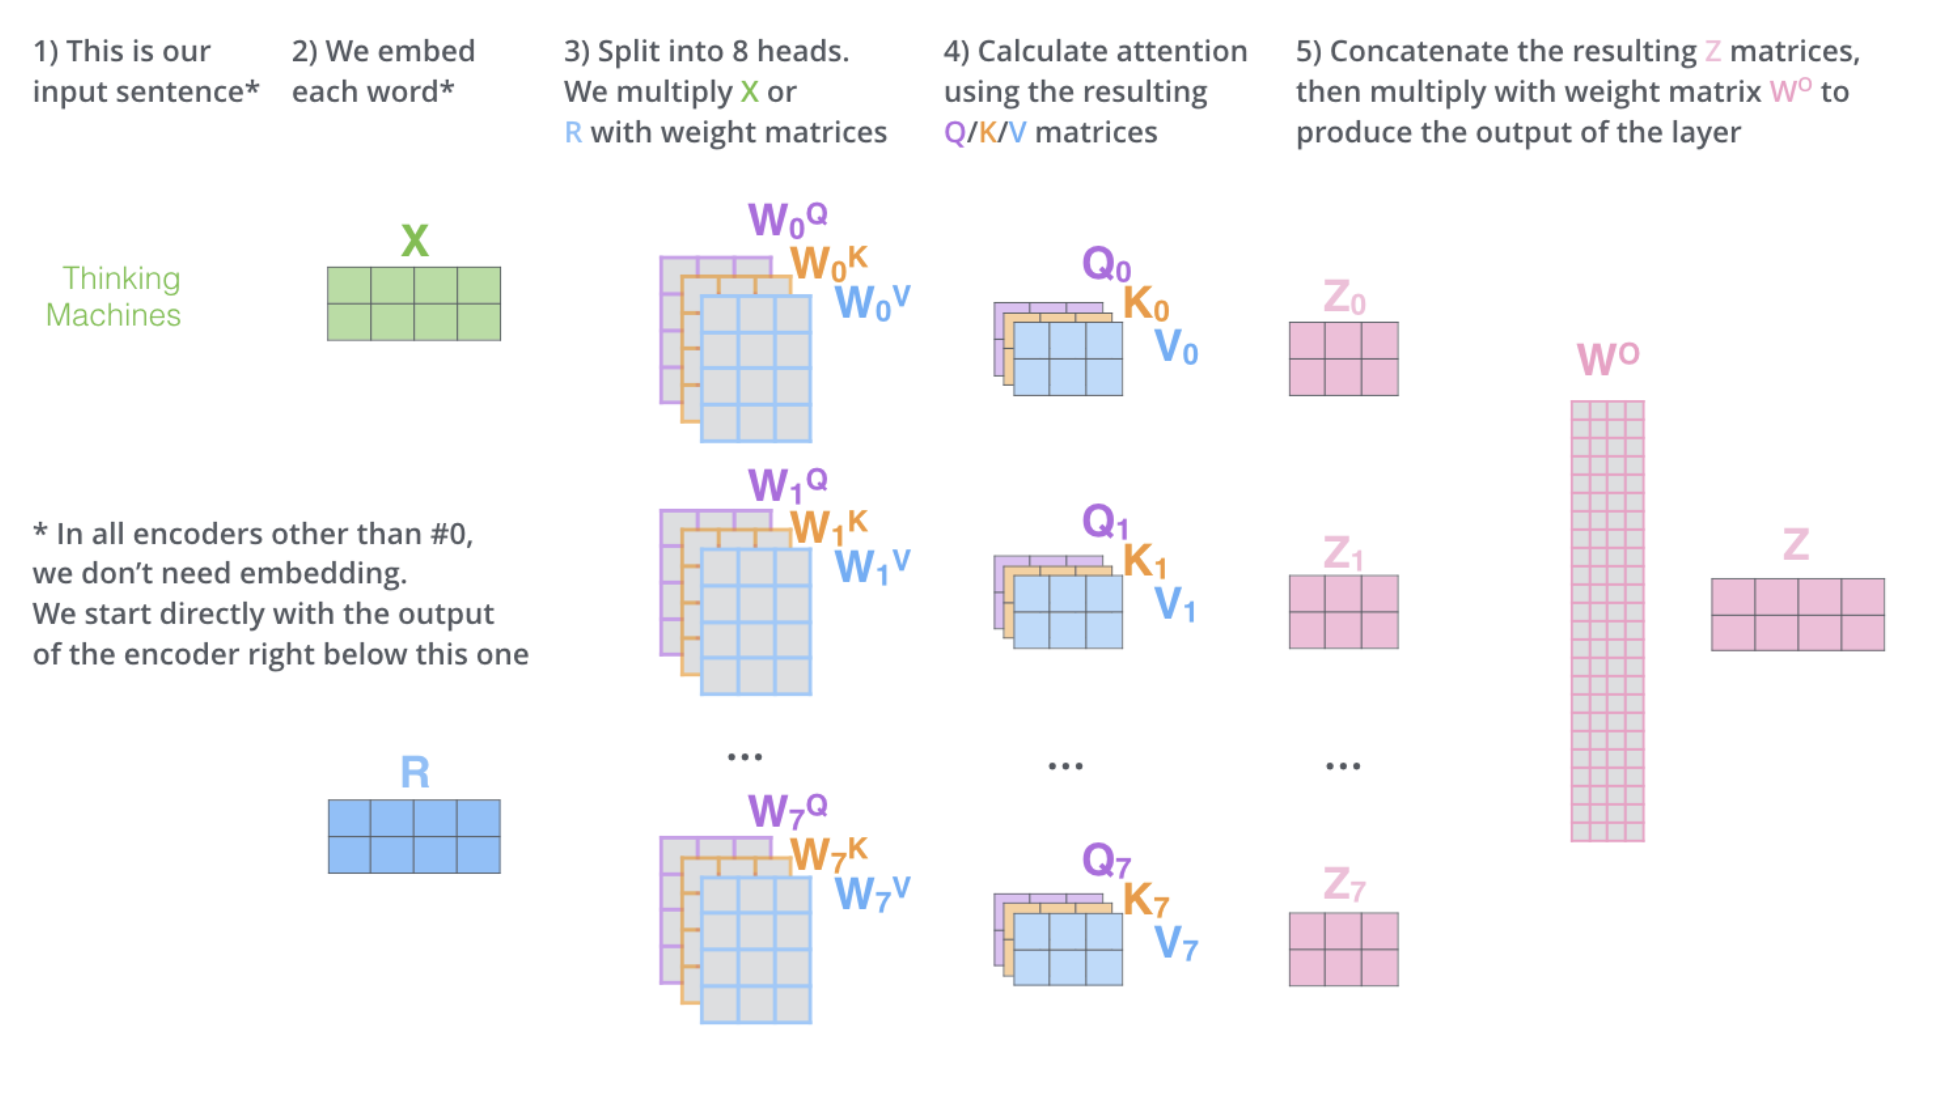 1) This is our
input sentence*
2) We embed
each word*
3) Split into 8 heads.
We multiply X or
R with weight matrices
4) Calculate attention
using the resulting
Q/K/V matrices
5) Concatenate the resulting Z matrices,
then multiply with weight matrix Wᴼ to
produce the output of the layer
Thinking
Machines
X
W₀Q
W₀K
W₀V
Q₀
K₀
V₀
Z₀
* In all encoders other than #0,
we don’t need embedding.
We start directly with the output
of the encoder right below this one
W₁Q
W₁K
W₁V
Q₁
K₁
V₁
Z₁
...
...
...
R
W₇Q
W₇K
W₇V
Q₇
K₇
V₇
Z₇
Wᴼ
Z